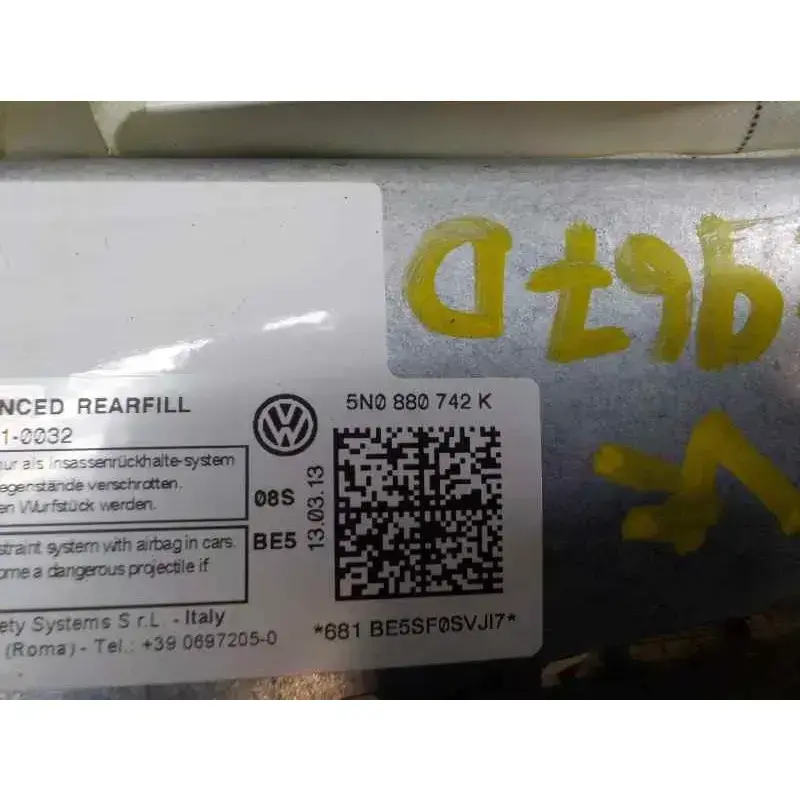 NCED REARFILL
1-0032
nur als Insassenrückhalte-system
egenstände verschrotten.
en Wurfstück werden.
straint system with airbag in cars.
ome a dangerous projectile if
ety Systems S r.L. - Italy
(Roma) - Tel.: +39 0697205-0
VW
08S
BE5
13.03.13
5N0 880 742 K
*681 BE5SF0SVJI7*